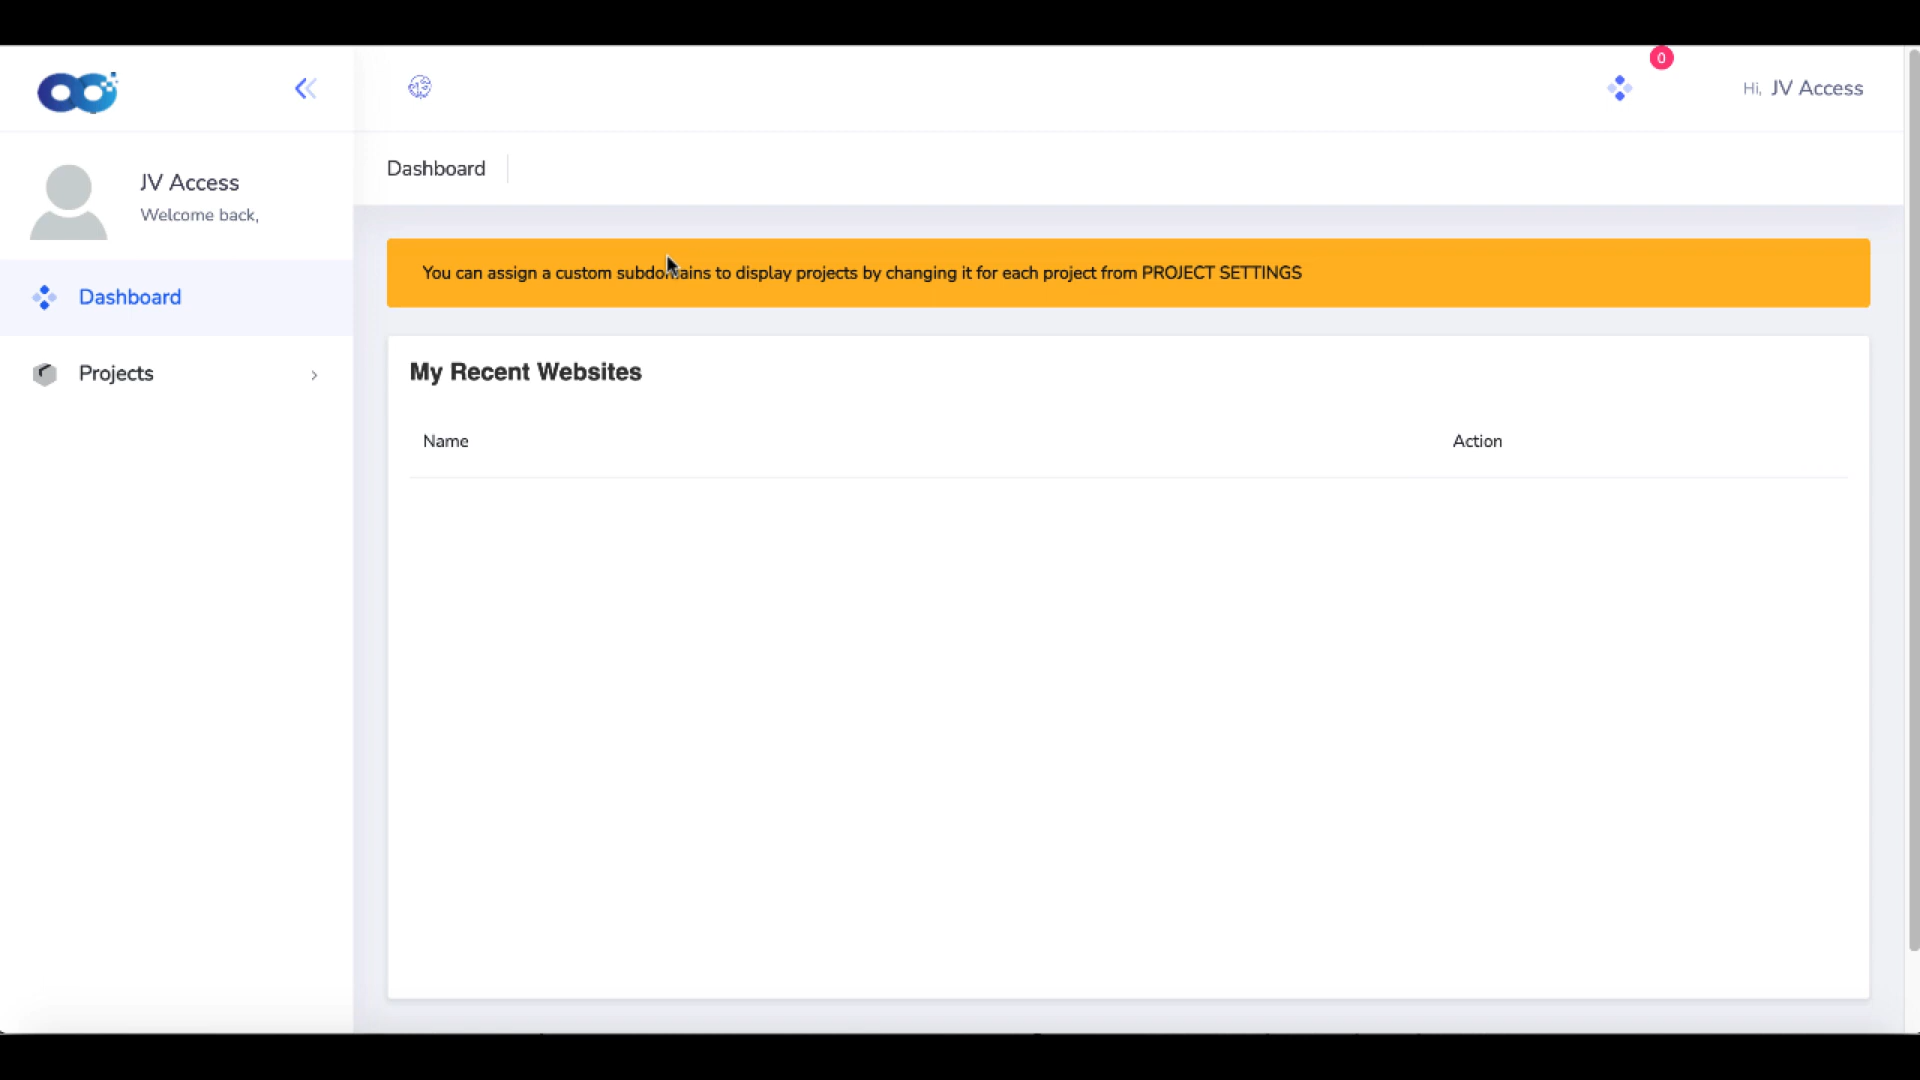 0
Hi, JV Access
JV Access
Welcome back,
Dashboard
Projects
Dashboard
You can assign a custom subdomains to display projects by changing it for each project from PROJECT SETTINGS
My Recent Websites
Name Action